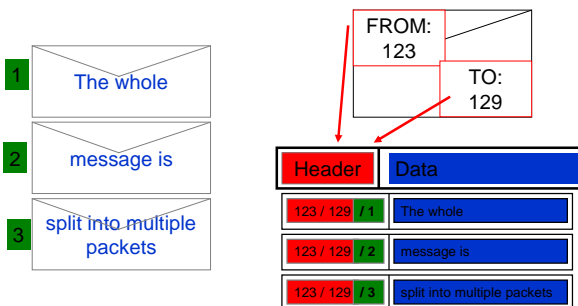 1
The whole
2
message is
3
split into multiple
packets
FROM:
123
TO:
129
Header Data
123 / 129 / 1 The whole
123 / 129 / 2 message is
123 / 129 / 3 split into multiple packets